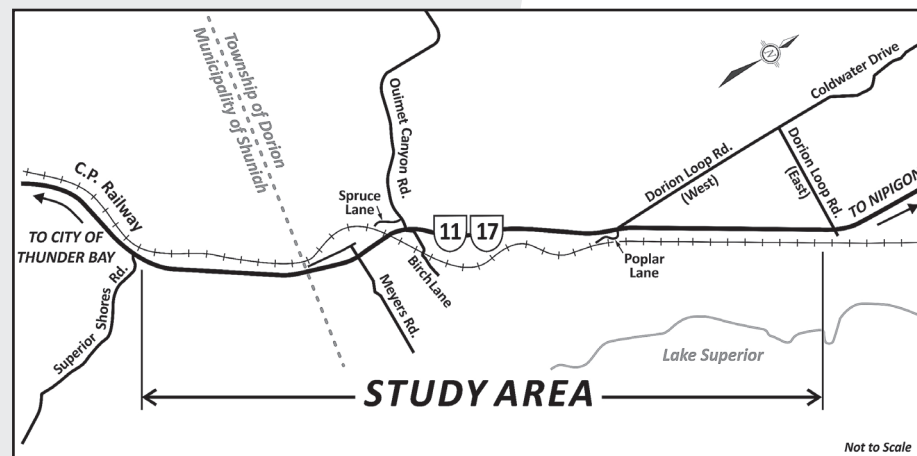 Township of Dorion
Municipality of Shuniah
Ouimet Canyon Rd.
Coldwater Drive
N
C.P. Railway
Spruce
Lane
Dorion Loop Rd.
(West)
Dorion Loop Rd.
(East)
TO NIPIGON
11 17
TO CITY OF
THUNDER BAY
Poplar
Lane
Birch Lane
Meyers Rd.
Superior Shores Rd.
Lake Superior
STUDY AREA
Not to Scale